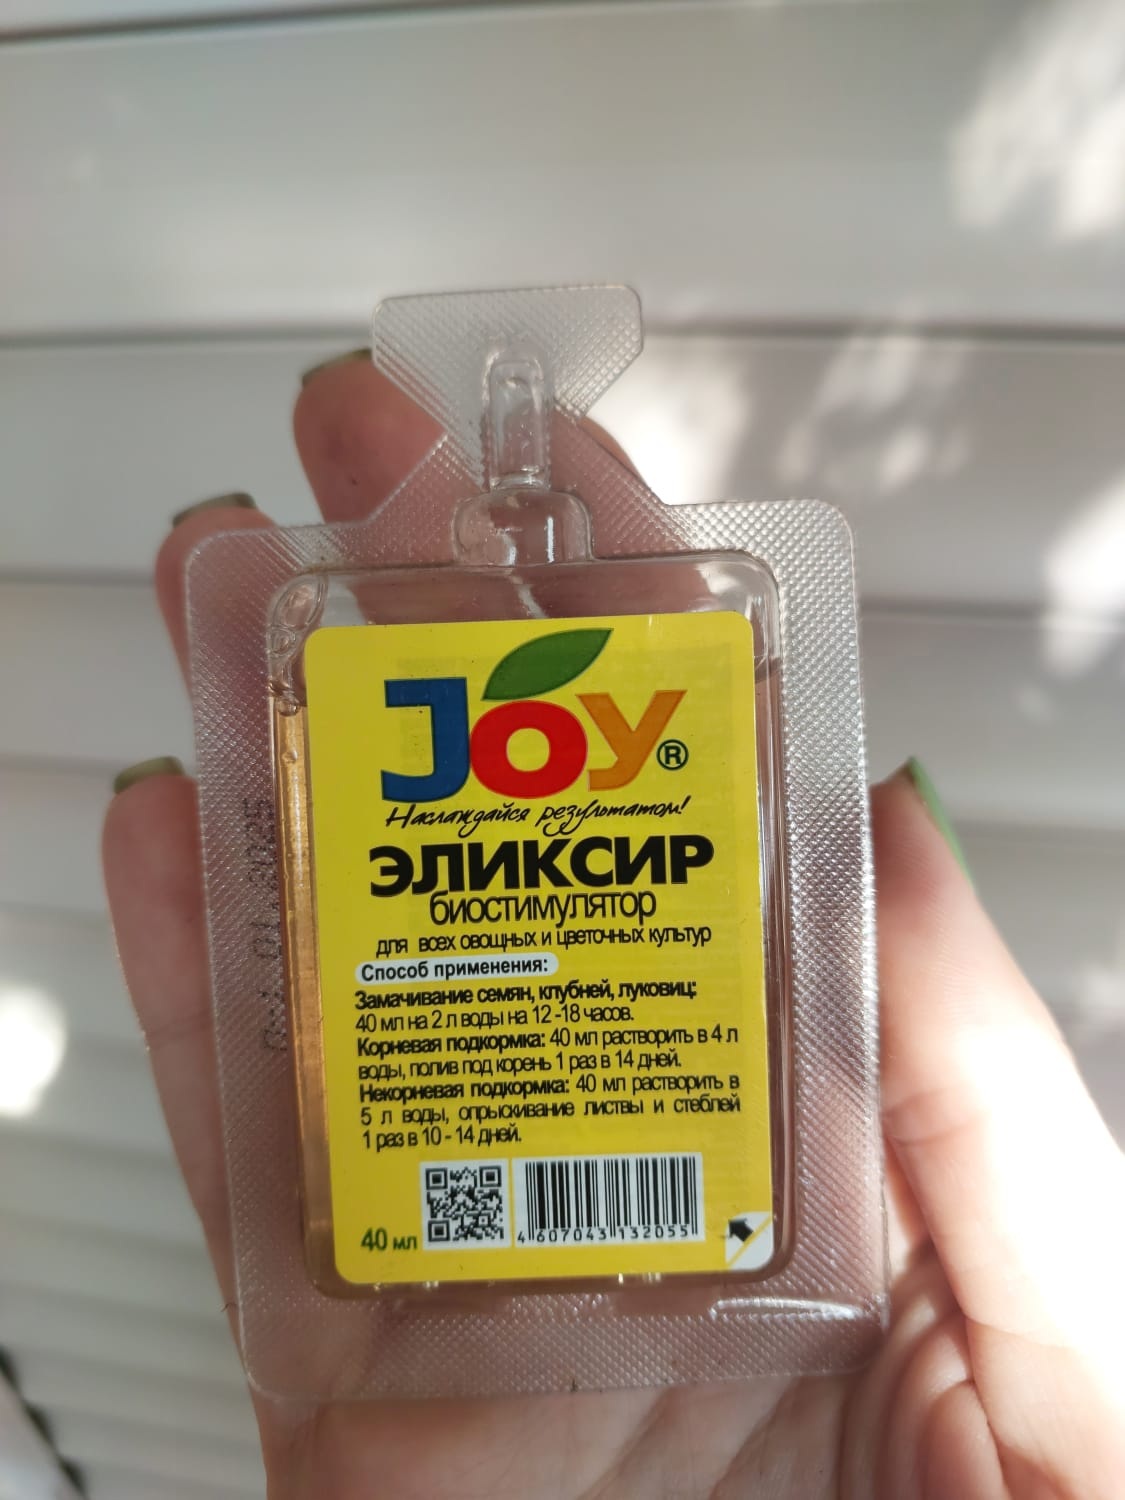 JOY®
Наслаждайся результатом!
ЭЛИКСИР
биостимулятор
для всех овощных и цветочных культур
Способ применения:
Замачивание семян, клубней, луковиц:
40 мл на 2 л воды на 12 -18 часов.
Корневая подкормка: 40 мл растворить в 4 л
воды, полив под корень 1 раз в 14 дней.
Некорневая подкормка: 40 мл растворить в
5 л воды, опрыскивание листвы и стеблей
1 раз в 10 - 14 дней.
40 мл
4 607043 132055
01.2025